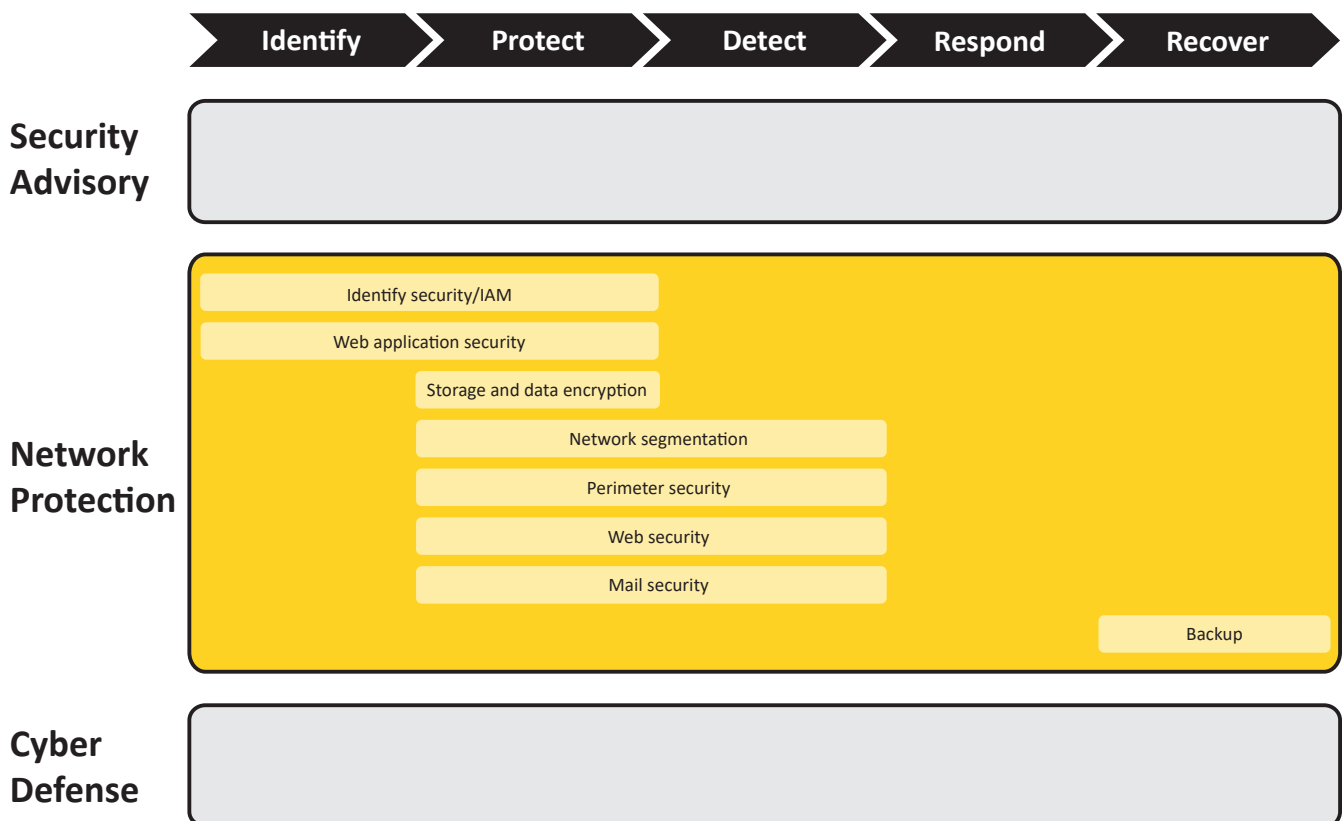 Identify Protect Detect Respond Recover
Security
Advisory
Identify security/IAM
Web application security
Storage and data encryption
Network segmentation
Network
Protection
Perimeter security
Web security
Mail security
Backup
Cyber
Defense